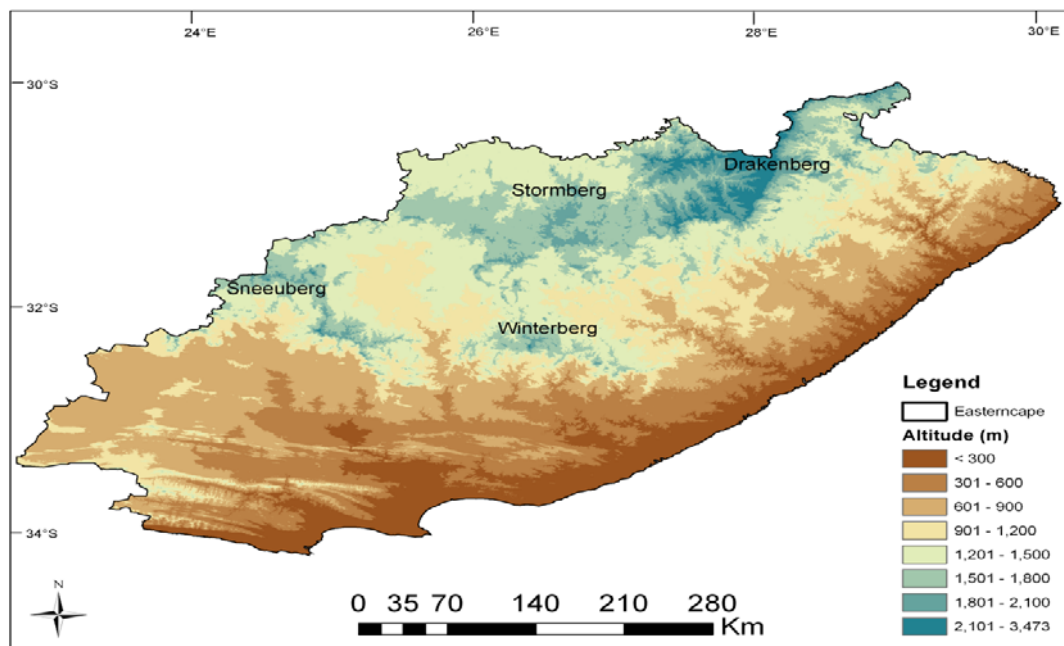 24°E 26°E 28°E 30°E
30°S
Drakenberg
Stormberg
Sneeuberg
32°S
Winterberg
Legend
Easterncape
Altitude (m)
< 300
301 - 600
601 - 900
901 - 1,200
1,201 - 1,500
1,501 - 1,800
1,801 - 2,100
2,101 - 3,473
34°S
N
0 35 70 140 210 280
Km